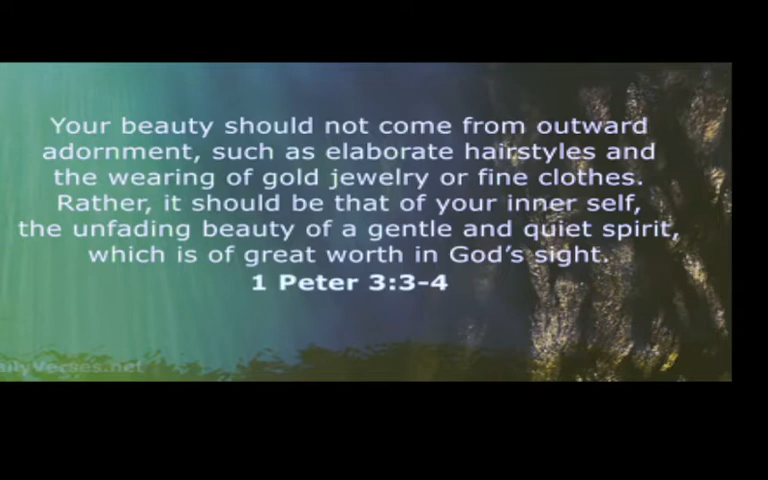 Your beauty should not come from outward
adornment, such as elaborate hairstyles and
the wearing of gold jewelry or fine clothes.
Rather, it should be that of your inner self,
the unfading beauty of a gentle and quiet spirit,
which is of great worth in God's sight.
1 Peter 3:3-4
ailyVerses.net